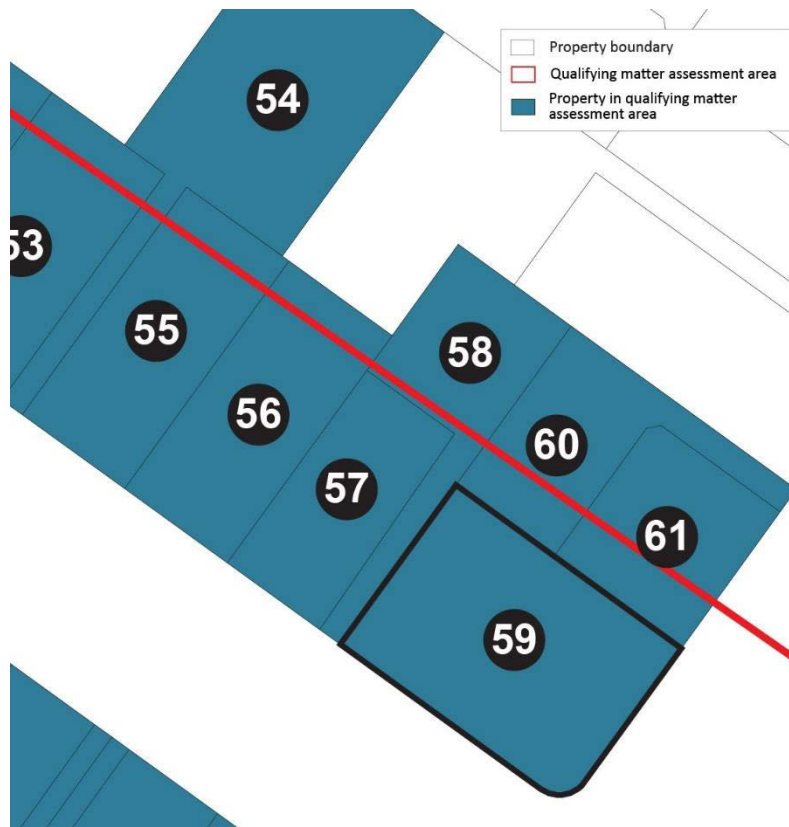 54
Property boundary
Qualifying matter assessment area
Property in qualifying matter
assessment area
53
55
58
56
60
57
61
59